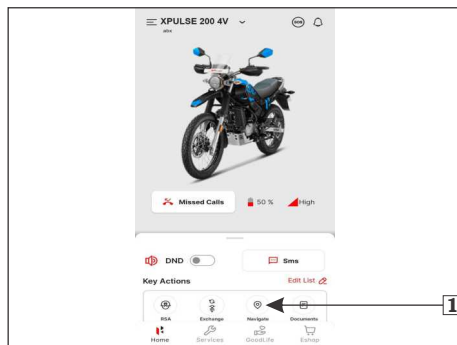 XPULSE 200 4V
abr
Missed Calls
50 %
High
DND
Sms
Key Actions
Edit List
RSA
Exchange
Navigate
Documents
Home
Services
GoodLife
Eshop
1